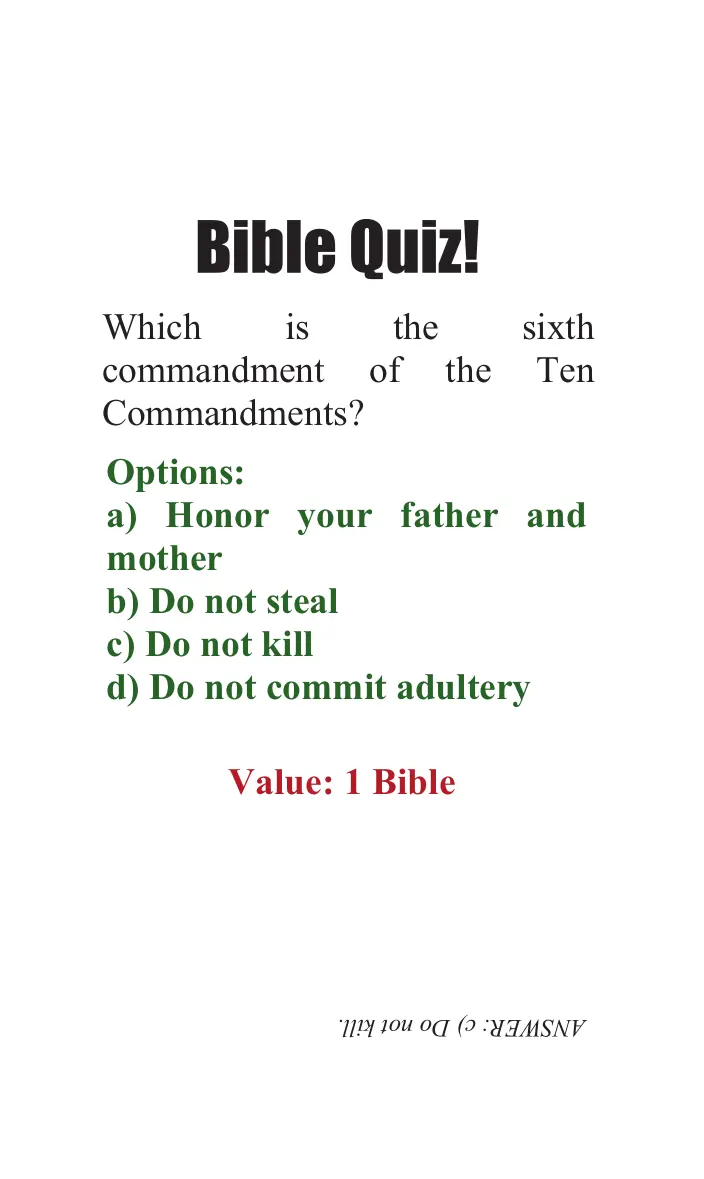 Bible Quiz!
Which is the sixth
commandment of the Ten
Commandments?
Options:
a) Honor your father and
mother
b) Do not steal
c) Do not kill
d) Do not commit adultery
Value: 1 Bible
ANSWER: c) Do not kill.